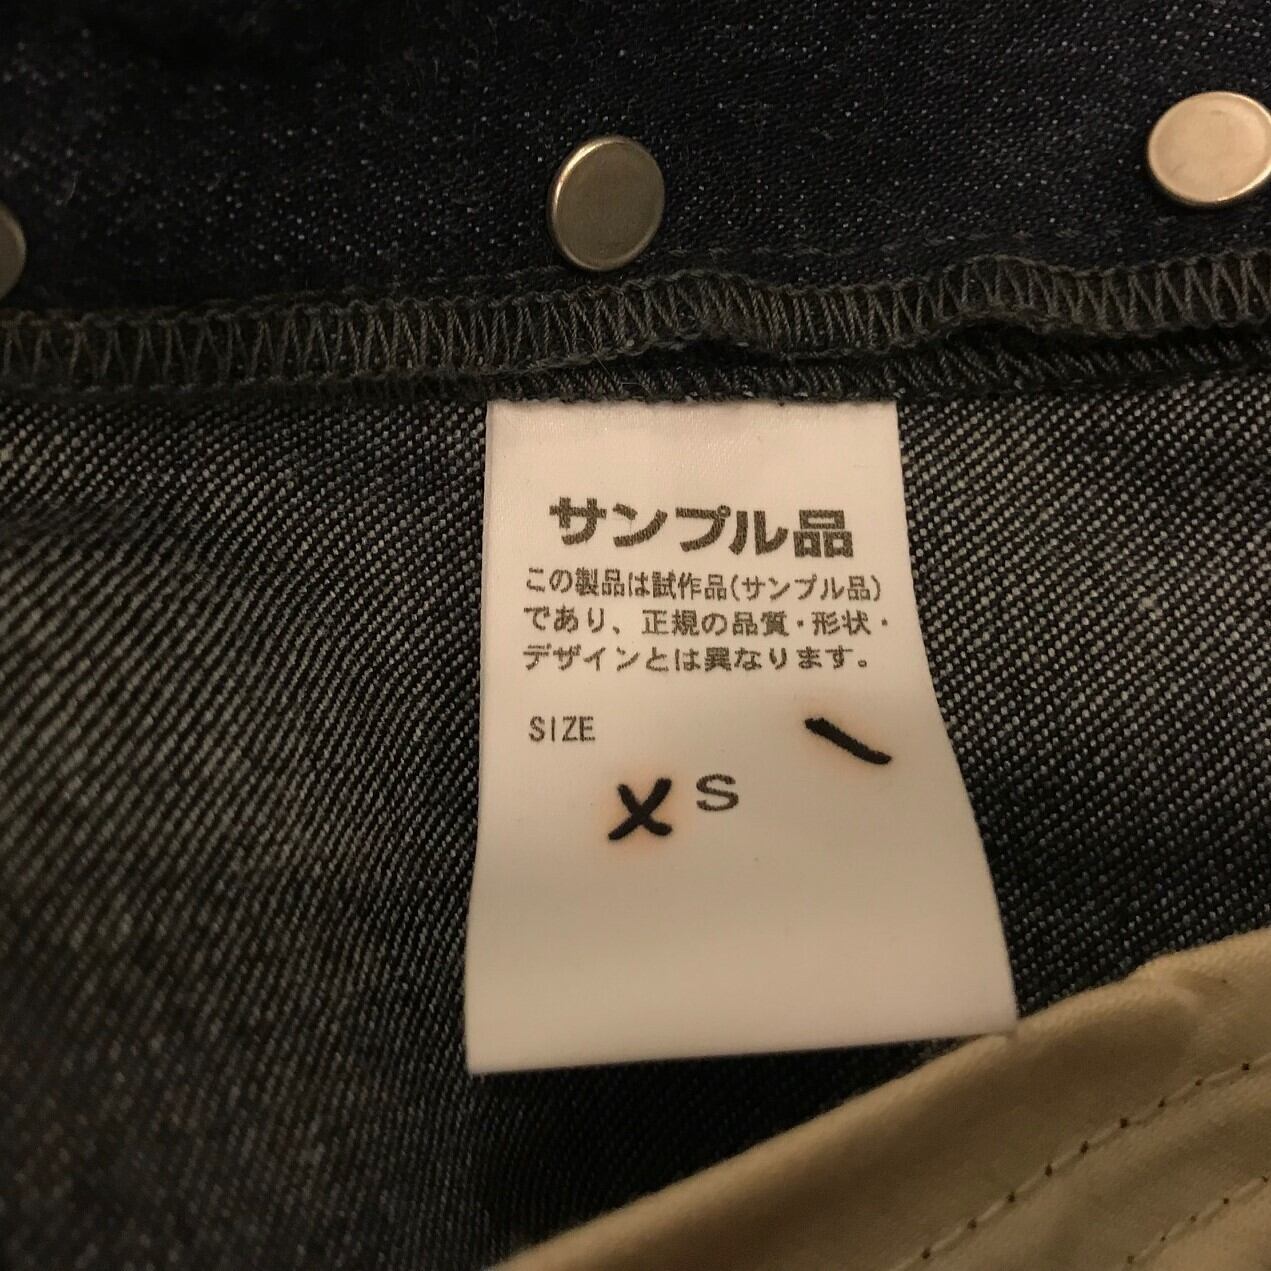 サンプル品
この製品は試作品(サンプル品)
であり、正規の品質・形状・
デザインとは異なります。
SIZE
XS